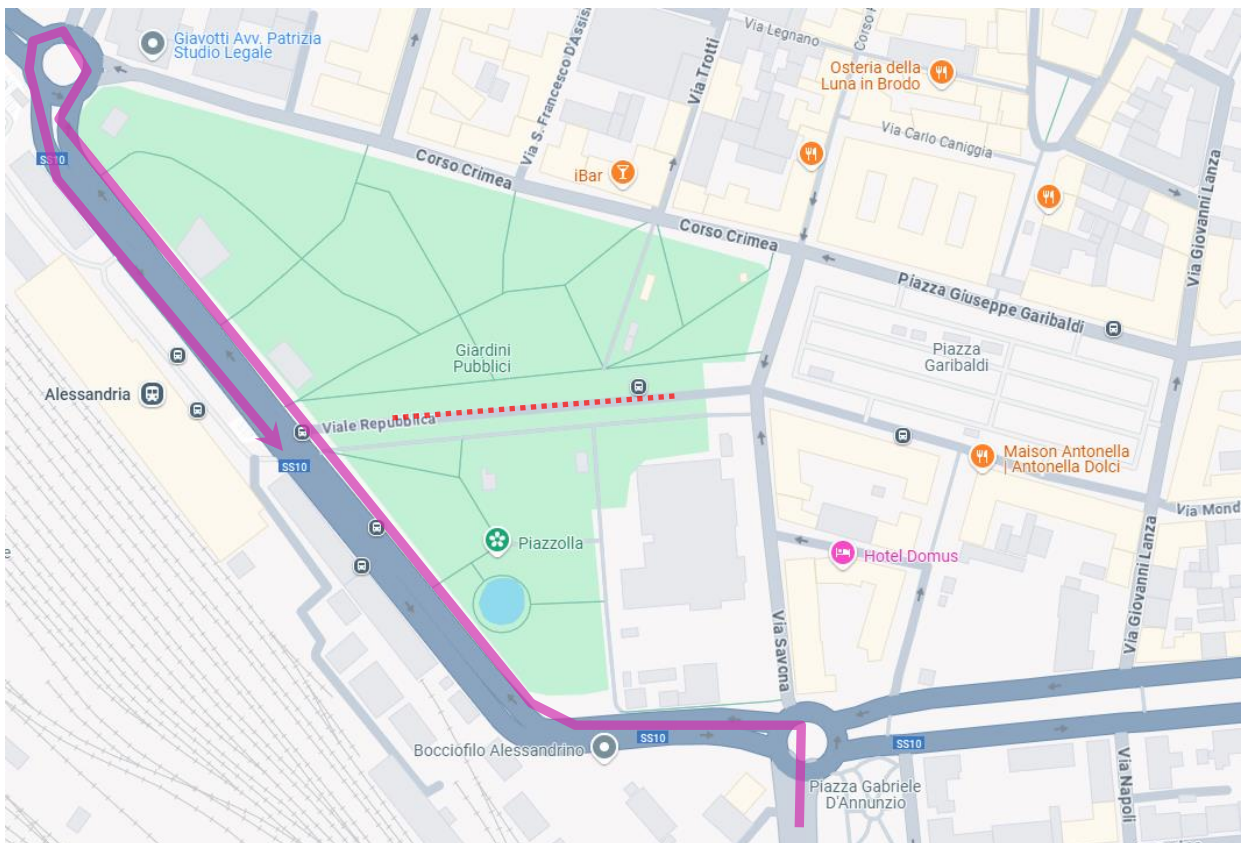 Giavotti Avv. Patrizia
Studio Legale
Via S. Francesco D'Assisi
Via Trotti
Via Legnano
Osteria della
Luna in Brodo
Via Carlo Caniggia
Via Giovanni Lanza
SS10
Corso Crimea
iBar
Corso Crimea
Piazza Giuseppe Garibaldi
Giardini
Pubblici
Piazza
Garibaldi
Alessandria
Viale Repubblica
SS10
Maison Antonella
| Antonella Dolci
Via Mond
Piazzolla
Hotel Domus
Via Giovanni Lanza
Via Savona
Bocciofilo Alessandrino
SS10
SS10
Piazza Gabriele
D'Annunzio
Via Napoli